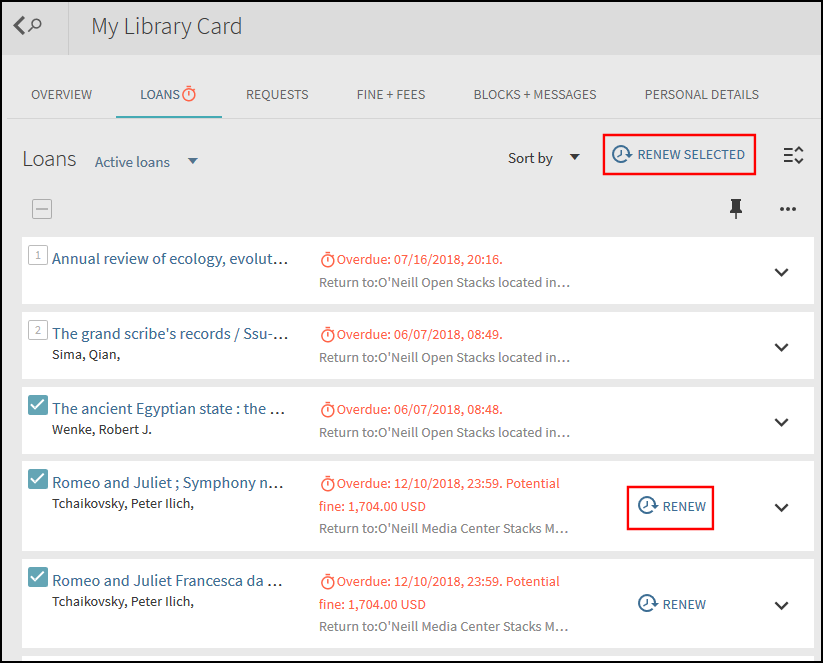 My Library Card
OVERVIEW LOANS REQUESTS FINE + FEES BLOCKS + MESSAGES PERSONAL DETAILS
Loans Active loans Sort by RENEW SELECTED
1 Annual review of ecology, evolut... Overdue: 07/16/2018, 20:16.
Return to:O'Neill Open Stacks located in...
2 The grand scribe's records / Ssu-... Overdue: 06/07/2018, 08:49.
Sima, Qian, Return to:O'Neill Open Stacks located in...
The ancient Egyptian state : the ... Overdue: 06/07/2018, 08:48.
Wenke, Robert J. Return to:O'Neill Open Stacks located in...
Romeo and Juliet ; Symphony n... Overdue: 12/10/2018, 23:59. Potential
Tchaikovsky, Peter Ilich, fine: 1,704.00 USD RENEW
Return to:O'Neill Media Center Stacks M...
Romeo and Juliet Francesca da ... Overdue: 12/10/2018, 23:59. Potential
Tchaikovsky, Peter Ilich, fine: 1,704.00 USD RENEW
Return to:O'Neill Media Center Stacks M...